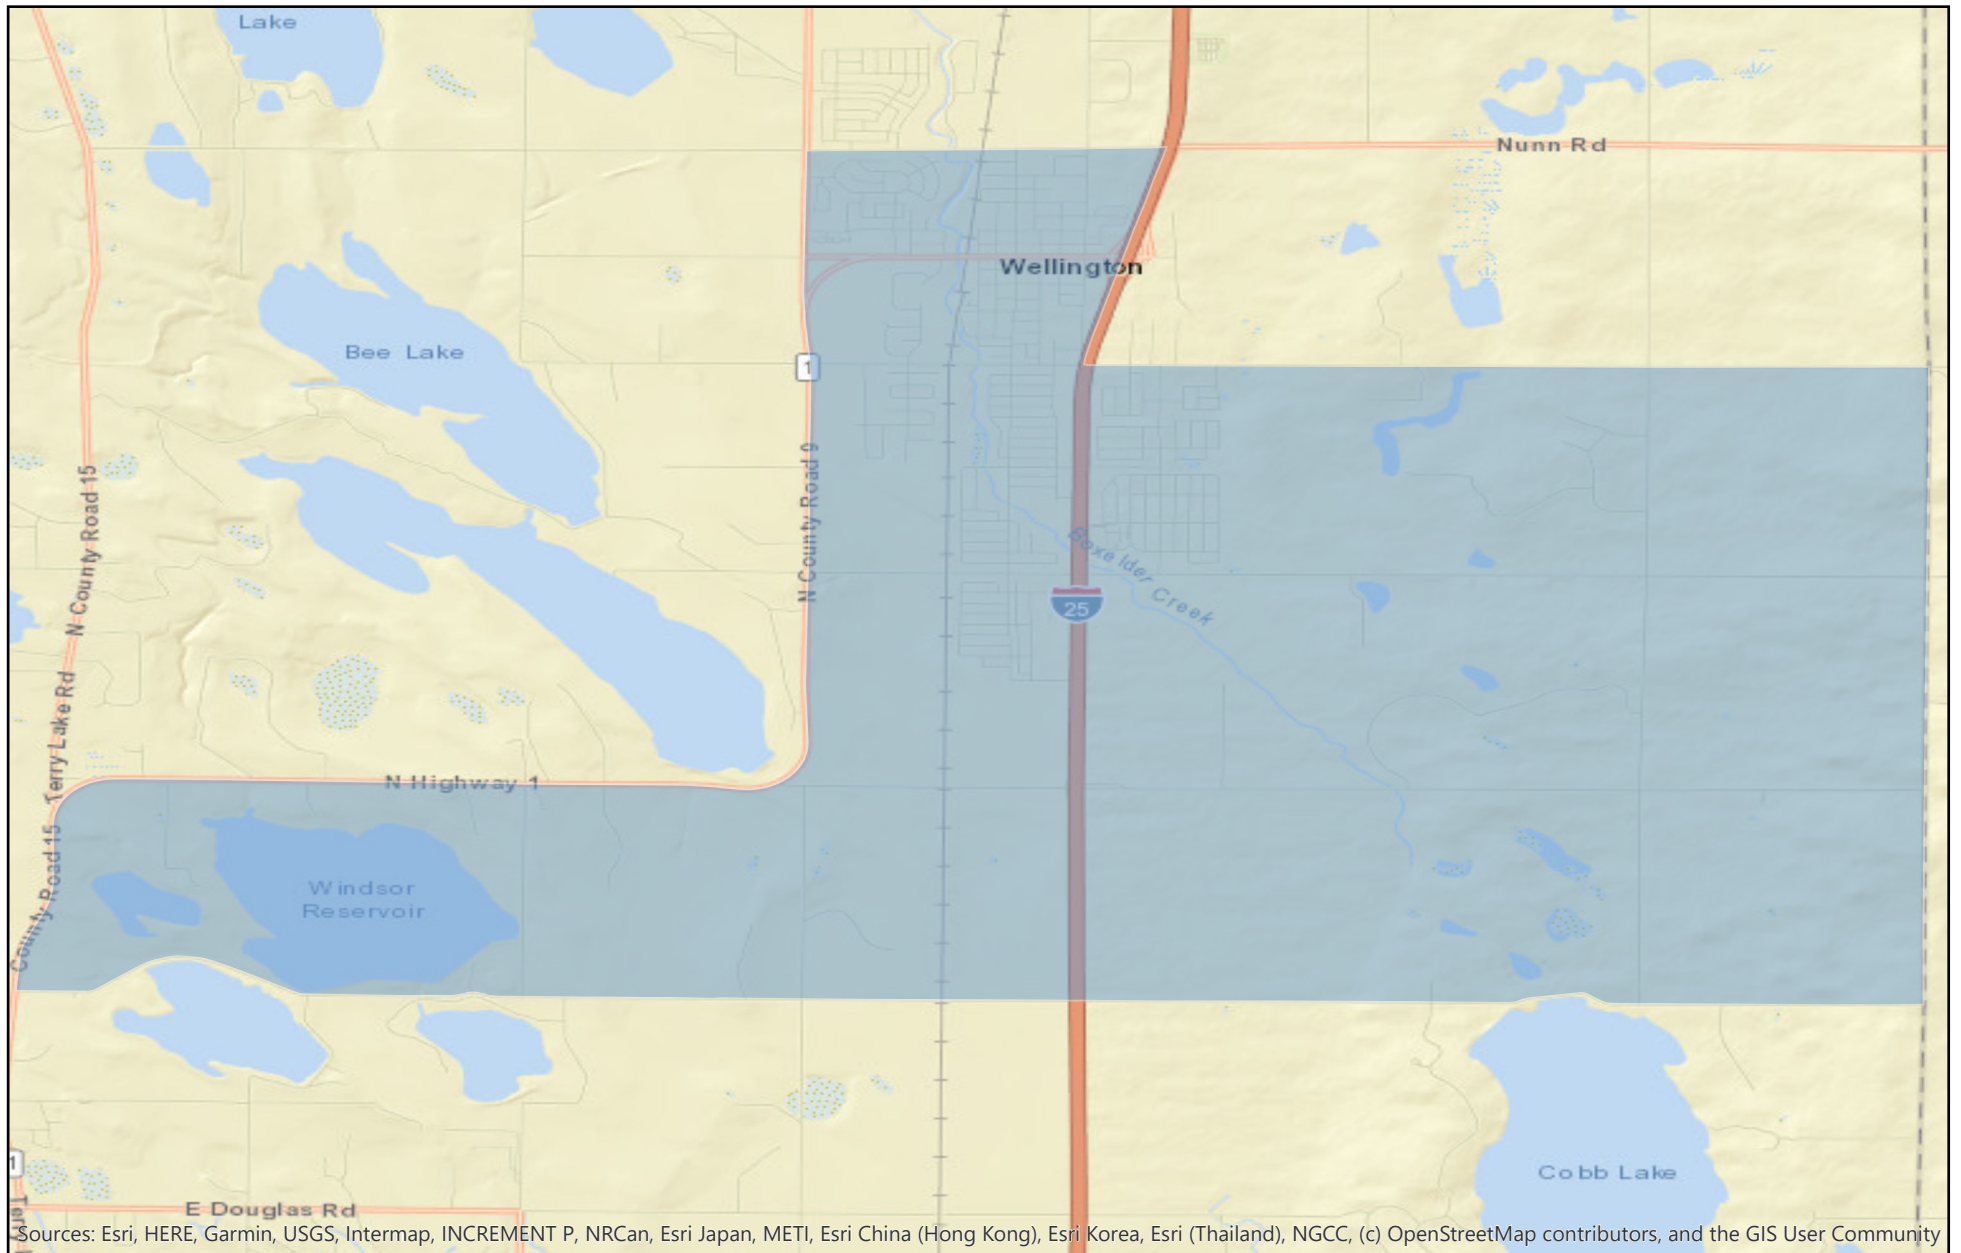 Lake
Nunn Rd
Wellington
Bee Lake
1
N County Road 15
N County Road 9
Boxelder Creek
25
Terry Lake Rd
N Highway 1
County Road 15
Windsor
Reservoir
1
Cobb Lake
E Douglas Rd
Sources: Esri, HERE, Garmin, USGS, Intermap, INCREMENT P, NRCan, Esri Japan, METI, Esri China (Hong Kong), Esri Korea, Esri (Thailand), NGCC, (c) OpenStreetMap contributors, and the GIS User Community